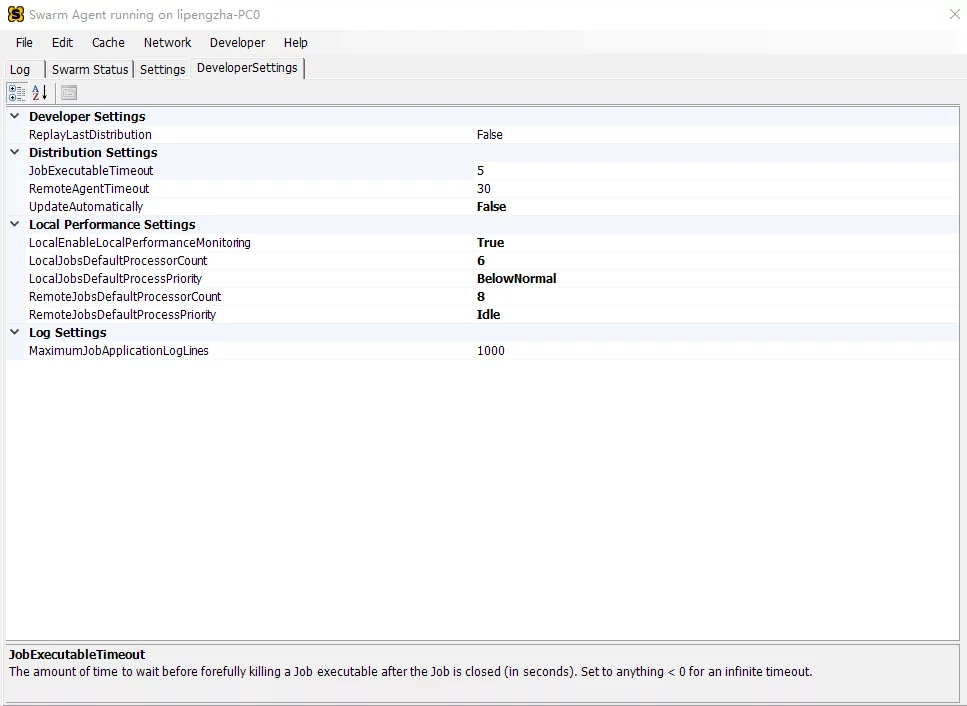 Swarm Agent running on lipengzha-PC0
File Edit Cache Network Developer Help
Log Swarm Status Settings DeveloperSettings
Developer Settings
ReplayLastDistribution False
Distribution Settings
JobExecutableTimeout 5
RemoteAgentTimeout 30
UpdateAutomatically False
Local Performance Settings
LocalEnableLocalPerformanceMonitoring True
LocalJobsDefaultProcessorCount 6
LocalJobsDefaultProcessPriority BelowNormal
RemoteJobsDefaultProcessorCount 8
RemoteJobsDefaultProcessPriority Idle
Log Settings
MaximumJobApplicationLogLines 1000
JobExecutableTimeout
The amount of time to wait before forefully killing a Job executable after the Job is closed (in seconds). Set to anything < 0 for an infinite timeout.